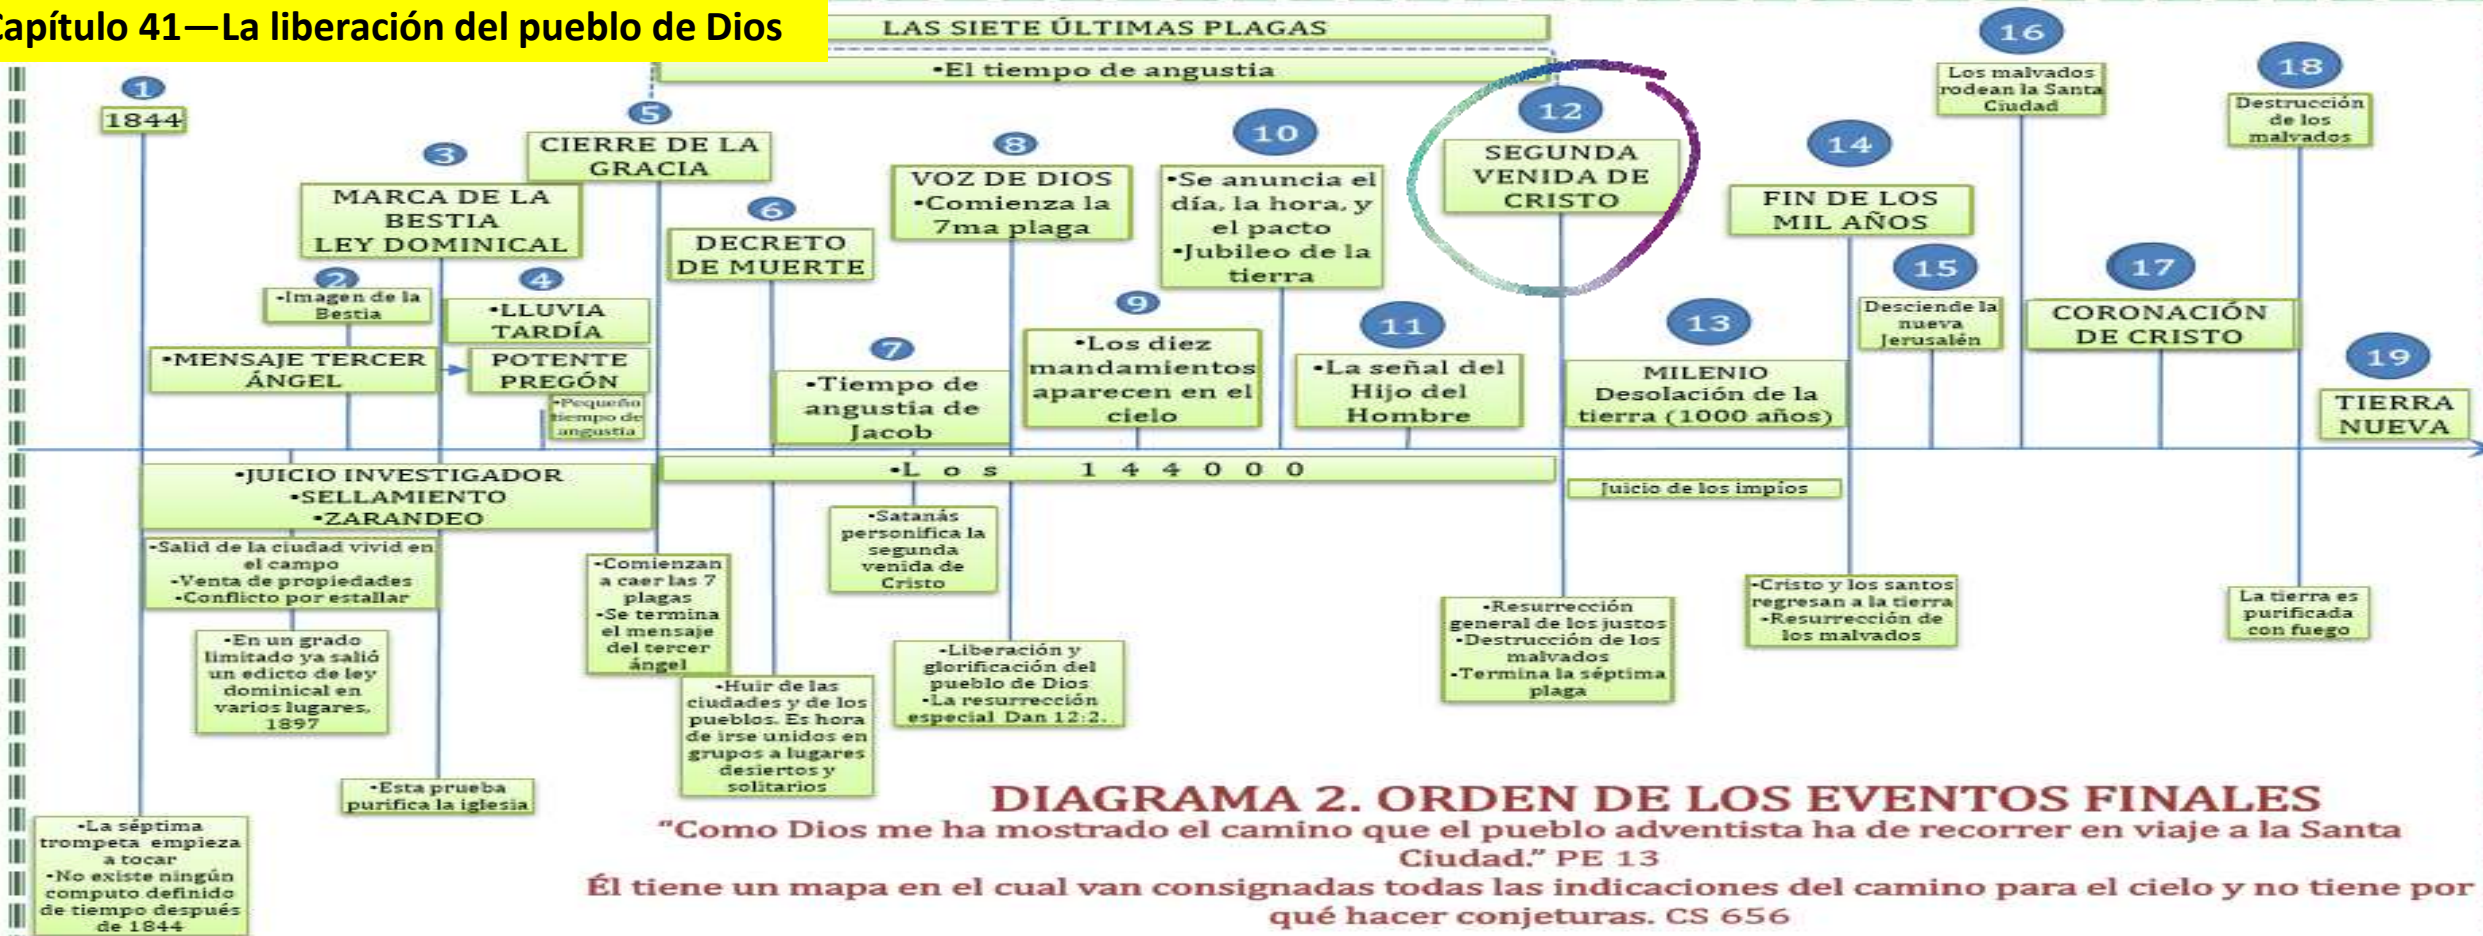 Capítulo 41—La liberación del pueblo de Dios
LAS SIETE ÚLTIMAS PLAGAS
•El tiempo de angustia
1
1844
2
•Imagen de la
Bestia
•MENSAJE TERCER
ÁNGEL
3
MARCA DE LA
BESTIA
LEY DOMINICAL
4
•LLUVIA
TARDÍA
POTENTE
PREGÓN
•Pequeño
tiempo de
angustia
5
CIERRE DE LA
GRACIA
6
DECRETO
DE MUERTE
7
•Tiempo de
angustia de
Jacob
8
VOZ DE DIOS
•Comienza la
7ma plaga
9
•Los diez
mandamientos
aparecen en el
cielo
10
•Se anuncia el
día, la hora, y
el pacto
•Jubileo de la
tierra
11
•La señal del
Hijo del
Hombre
12
SEGUNDA
VENIDA DE
CRISTO
13
MILENIO
Desolación de la
tierra (1000 años)
14
FIN DE LOS
MIL AÑOS
15
Desciende la
nueva
Jerusalén
16
Los malvados
rodean la Santa
Ciudad
17
CORONACIÓN
DE CRISTO
18
Destrucción
de los
malvados
19
TIERRA
NUEVA
•JUICIO INVESTIGADOR
•SELLAMIENTO
•ZARANDEO
•Los 144000
Juicio de los impíos
•Salid de la ciudad vivid en
el campo
•Venta de propiedades
•Conflicto por estallar
•En un grado
limitado ya salió
un edicto de ley
dominical en
varios lugares,
1897
•Esta prueba
purifica la iglesia
•La séptima
trompeta empieza
a tocar
•No existe ningún
computo definido
de tiempo después
de 1844
•Comienzan
a caer las 7
plagas
•Se termina
el mensaje
del tercer
ángel
•Huir de las
ciudades y de los
pueblos. Es hora
de irse unidos en
grupos a lugares
desiertos y
solitarios
•Satanás
personifica la
segunda
venida de
Cristo
•Liberación y
glorificación del
pueblo de Dios
•La resurrección
especial Dan 12:2.
•Resurrección
general de los justos
•Destrucción de los
malvados
•Termina la séptima
plaga
•Cristo y los santos
regresan a la tierra
•Resurrección de
los malvados
La tierra es
purificada
con fuego
DIAGRAMA 2. ORDEN DE LOS EVENTOS FINALES
“Como Dios me ha mostrado el camino que el pueblo adventista ha de recorrer en viaje a la Santa
Ciudad.” PE 13
Él tiene un mapa en el cual van consignadas todas las indicaciones del camino para el cielo y no tiene por
qué hacer conjeturas. CS 656